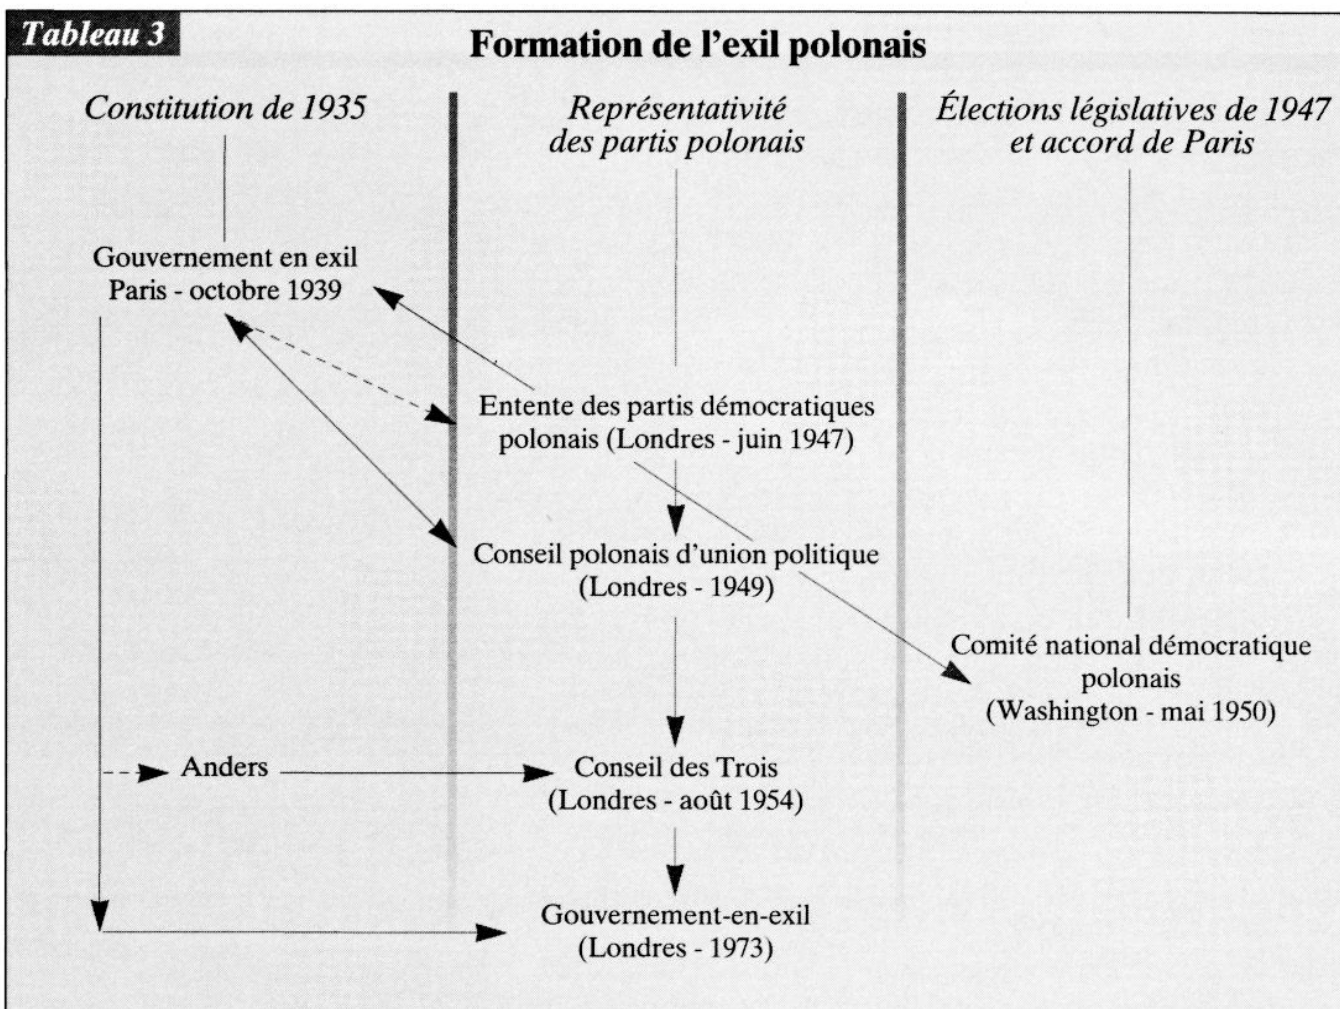 Tableau 3
Formation de l'exil polonais
Constitution de 1935
Représentativité
des partis polonais
Élections législatives de 1947
et accord de Paris
Gouvernement en exil
Paris - octobre 1939
Entente des partis démocratiques
polonais (Londres - juin 1947)
Conseil polonais d'union politique
(Londres - 1949)
Comité national démocratique
polonais
(Washington - mai 1950)
Anders
Conseil des Trois
(Londres - août 1954)
Gouvernement-en-exil
(Londres - 1973)